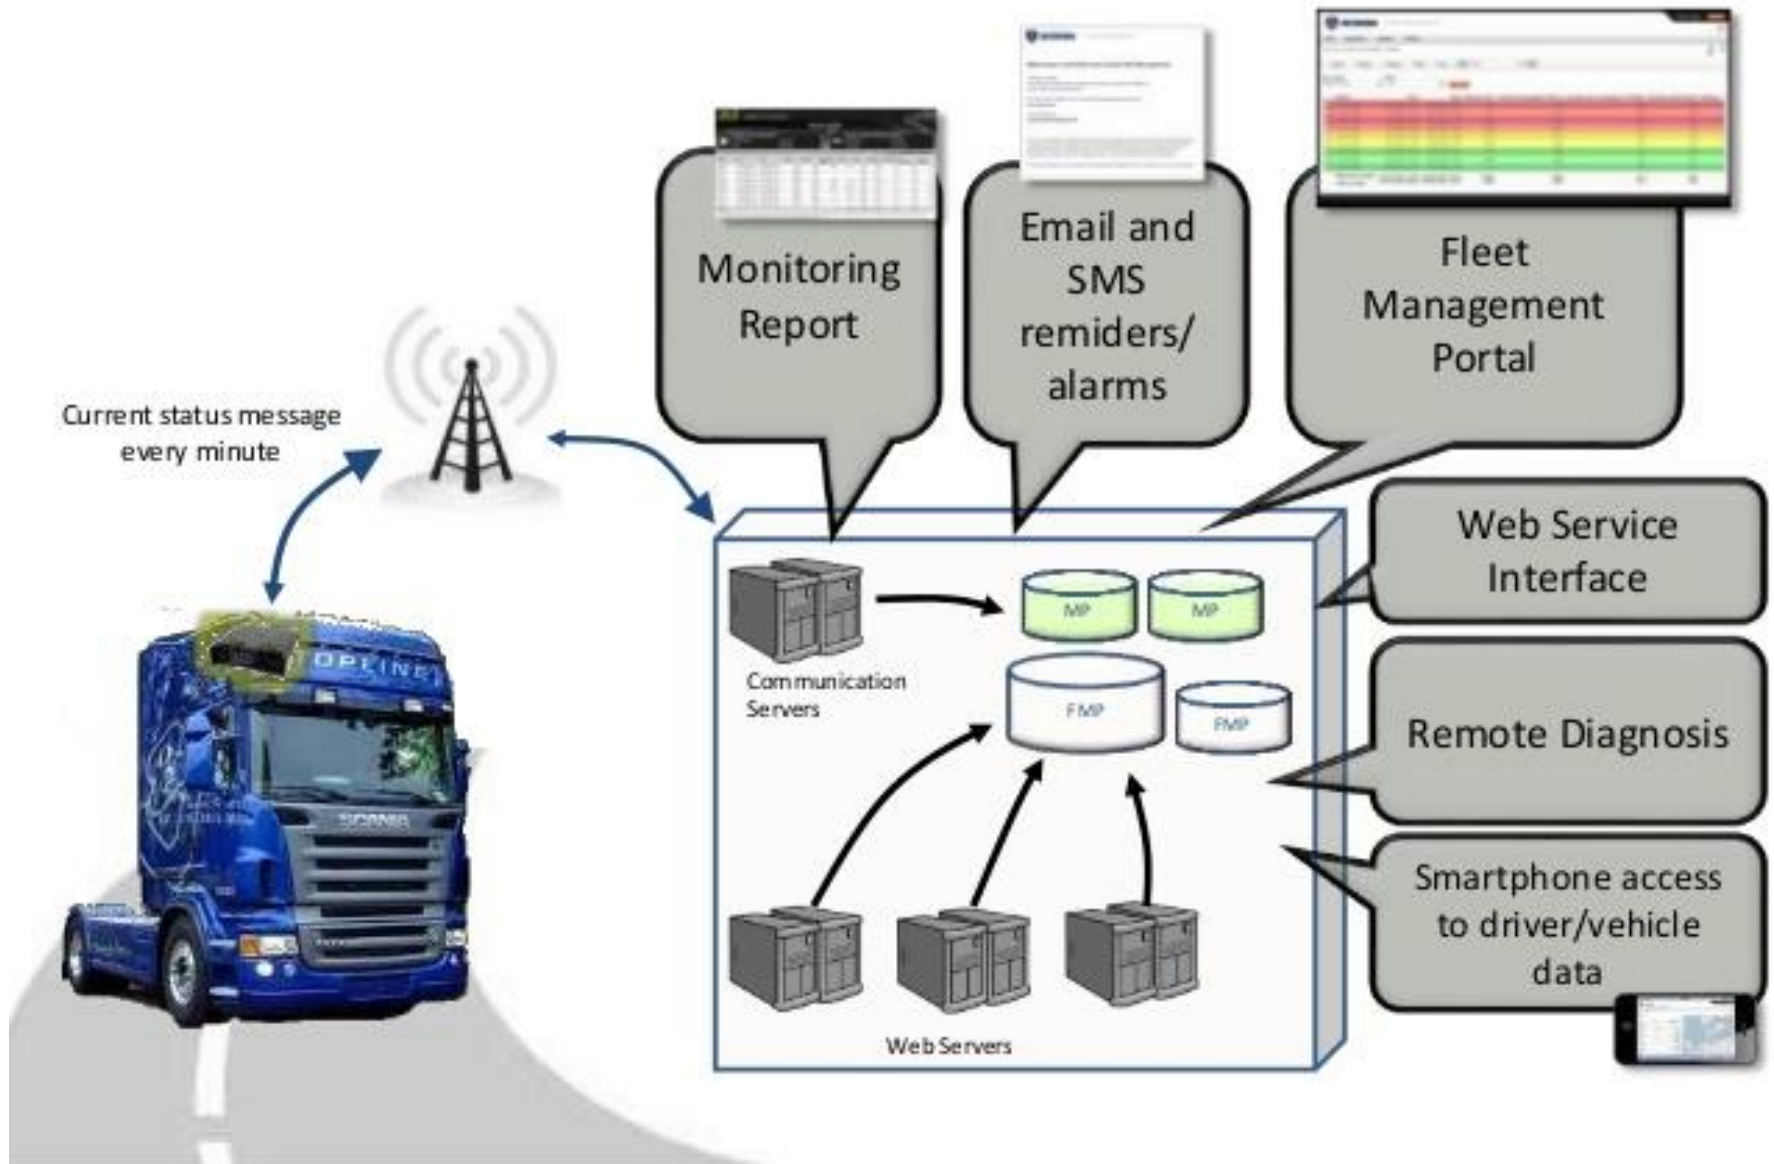 Monitoring
Report
Email and
SMS
remiders/
alarms
Fleet
Management
Portal
Current status message
every minute
Web Service
Interface
MP
MP
Communication
Servers
FMP
FMP
Remote Diagnosis
OPLINE
SCANIA
Smartphone access
to driver/vehicle
data
Web Servers